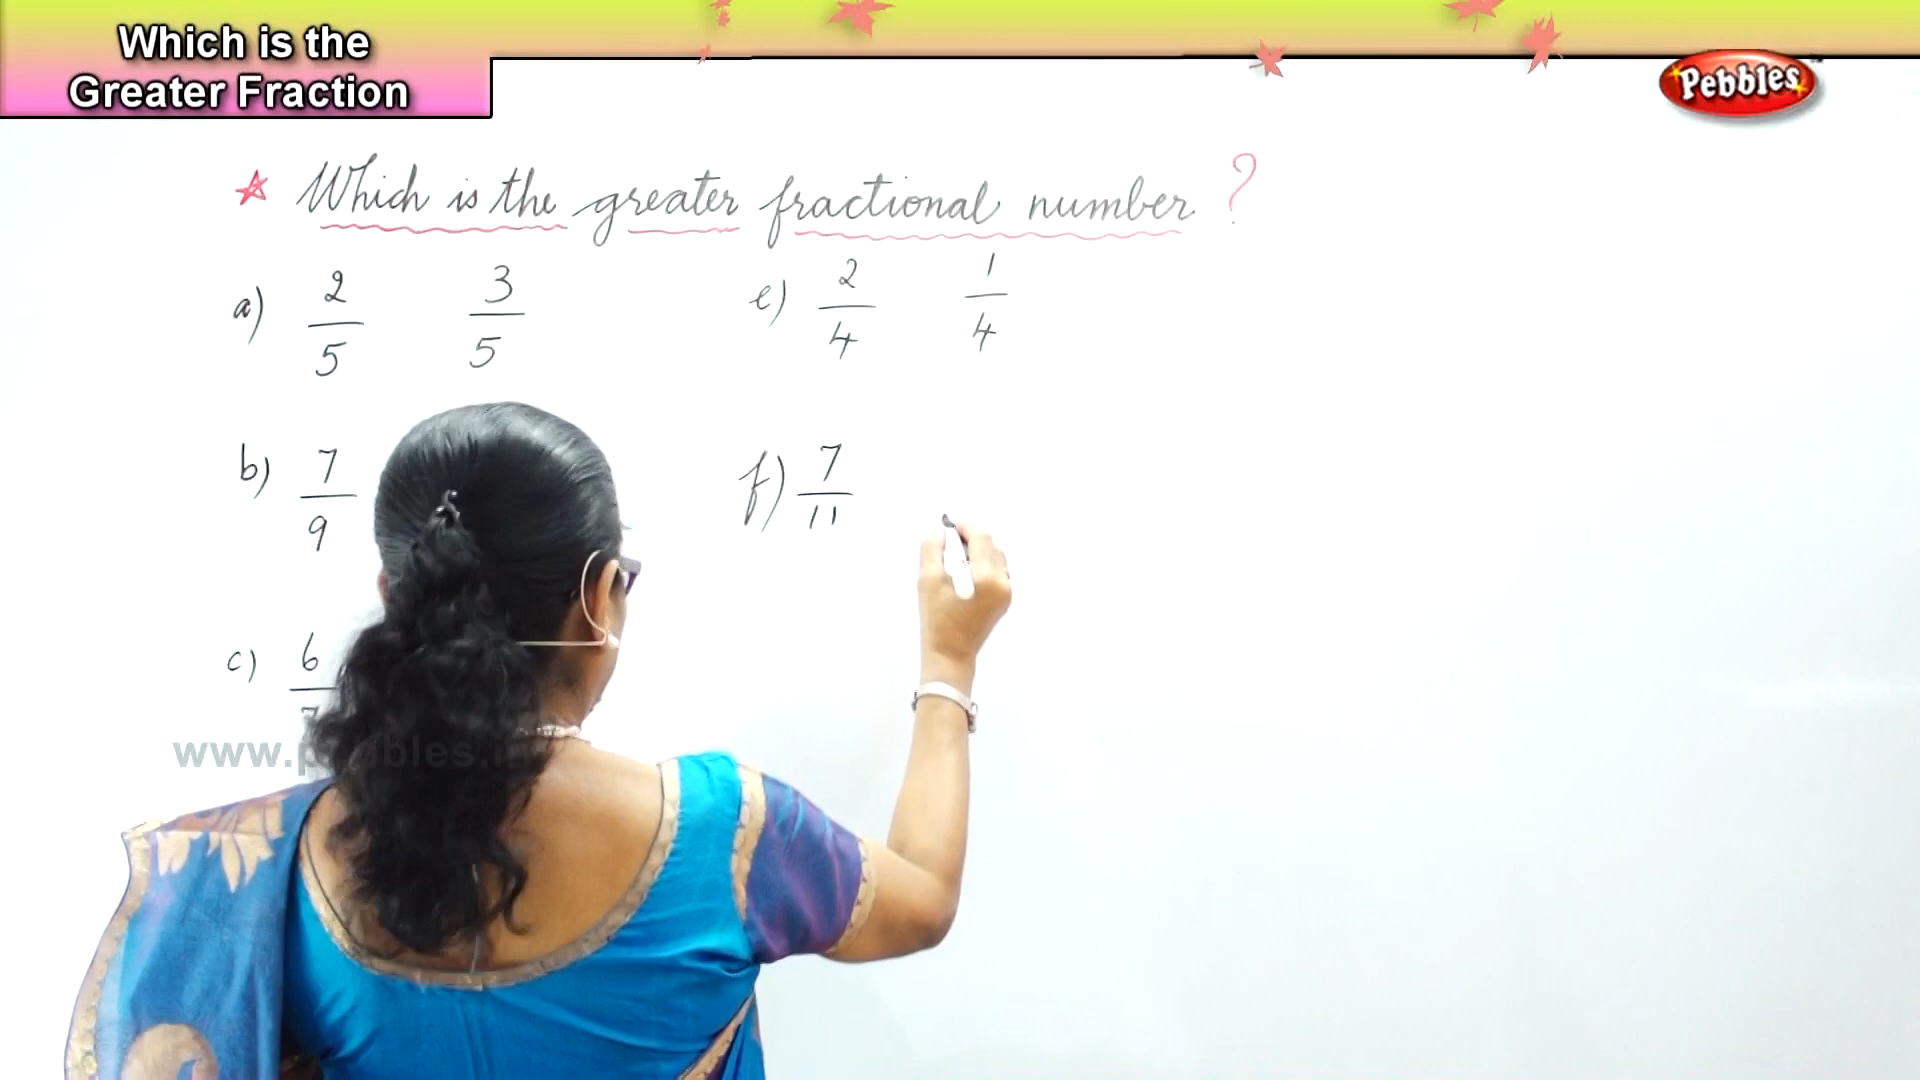 Which is the
Greater Fraction
Pebbles
Which is the greater fractional number?
a) 2/5 3/5
e) 2/4 1/4
b) 7/9
f) 7/11
c) 6